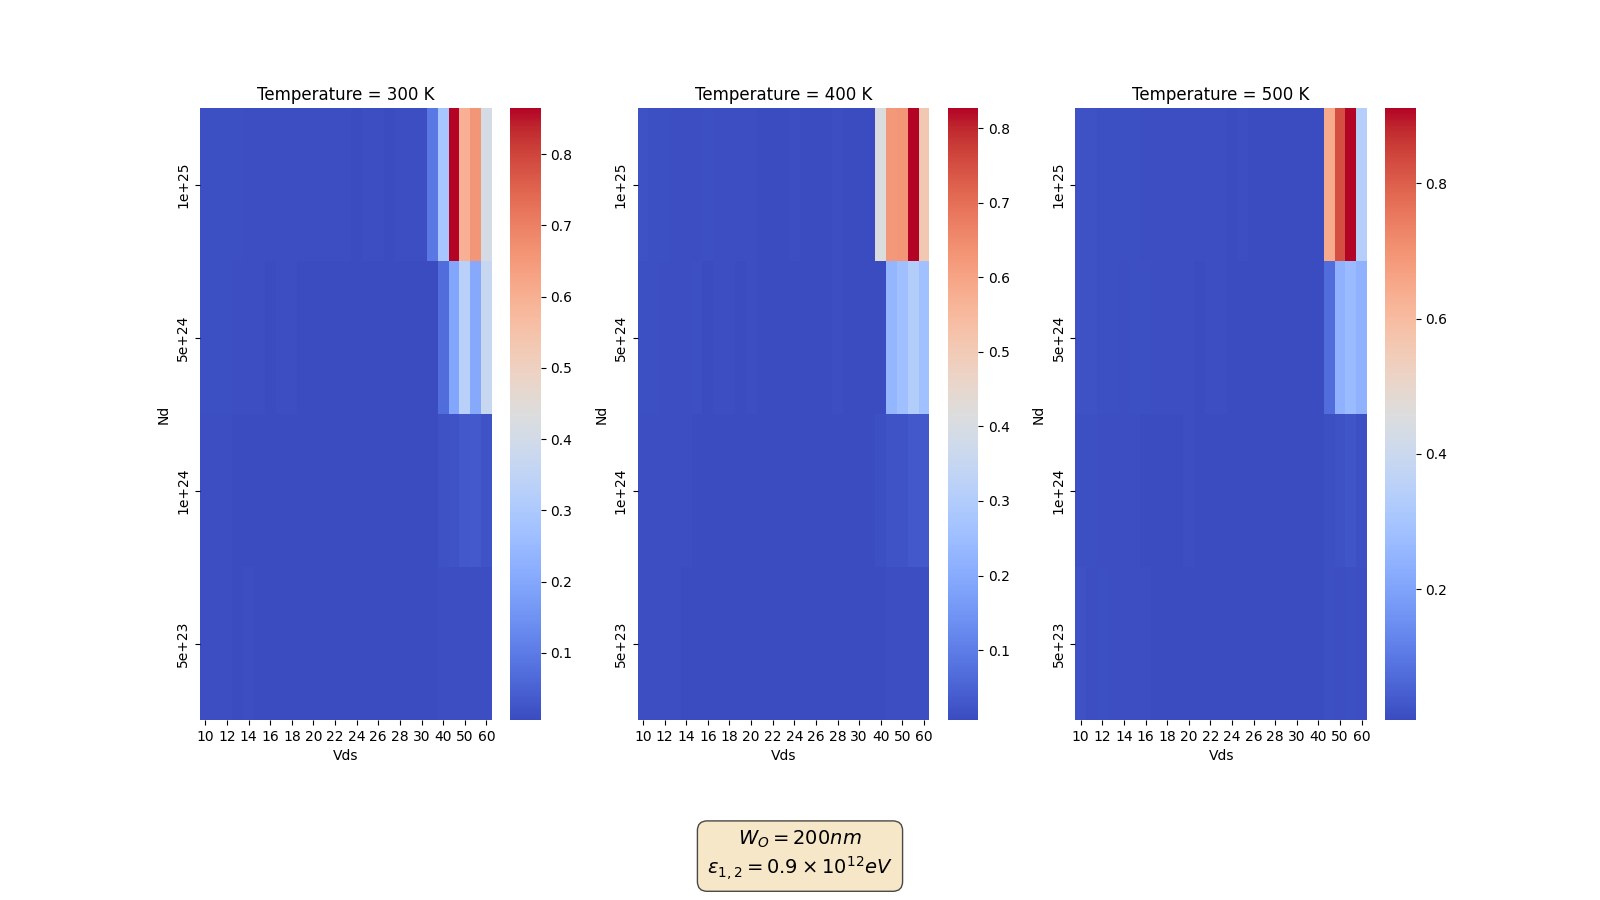 Temperature = 300 K
1e+25
5e+24
1e+24
5e+23
Nd
10 12 14 16 18 20 22 24 26 28 30 40 50 60
Vds
0.8
0.7
0.6
0.5
0.4
0.3
0.2
0.1
Temperature = 400 K
1e+25
5e+24
1e+24
5e+23
Nd
10 12 14 16 18 20 22 24 26 28 30 40 50 60
Vds
0.8
0.7
0.6
0.5
0.4
0.3
0.2
0.1
Temperature = 500 K
1e+25
5e+24
1e+24
5e+23
Nd
10 12 14 16 18 20 22 24 26 28 30 40 50 60
Vds
0.8
0.6
0.4
0.2
W_O = 200nm
ε_{1,2} = 0.9 × 10^{12}eV